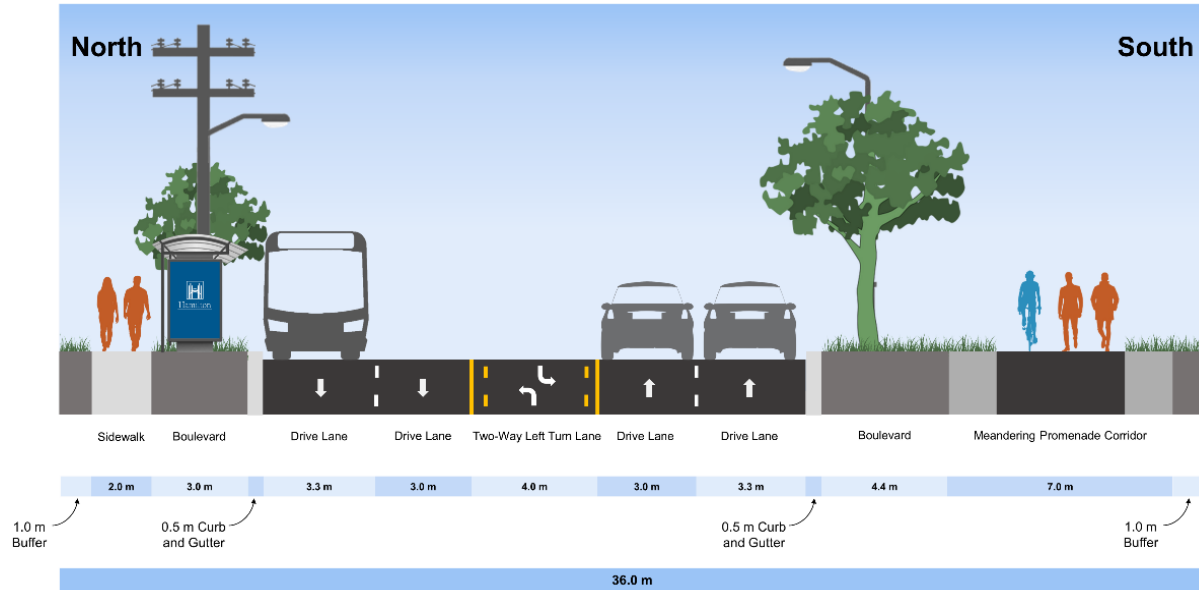 North
South
Hamilton
Sidewalk
Boulevard
Drive Lane
Drive Lane
Two-Way Left Turn Lane
Drive Lane
Drive Lane
Boulevard
Meandering Promenade Corridor
2.0 m
3.0 m
3.3 m
3.0 m
4.0 m
3.0 m
3.3 m
4.4 m
7.0 m
1.0 m
Buffer
0.5 m Curb
and Gutter
0.5 m Curb
and Gutter
1.0 m
Buffer
36.0 m